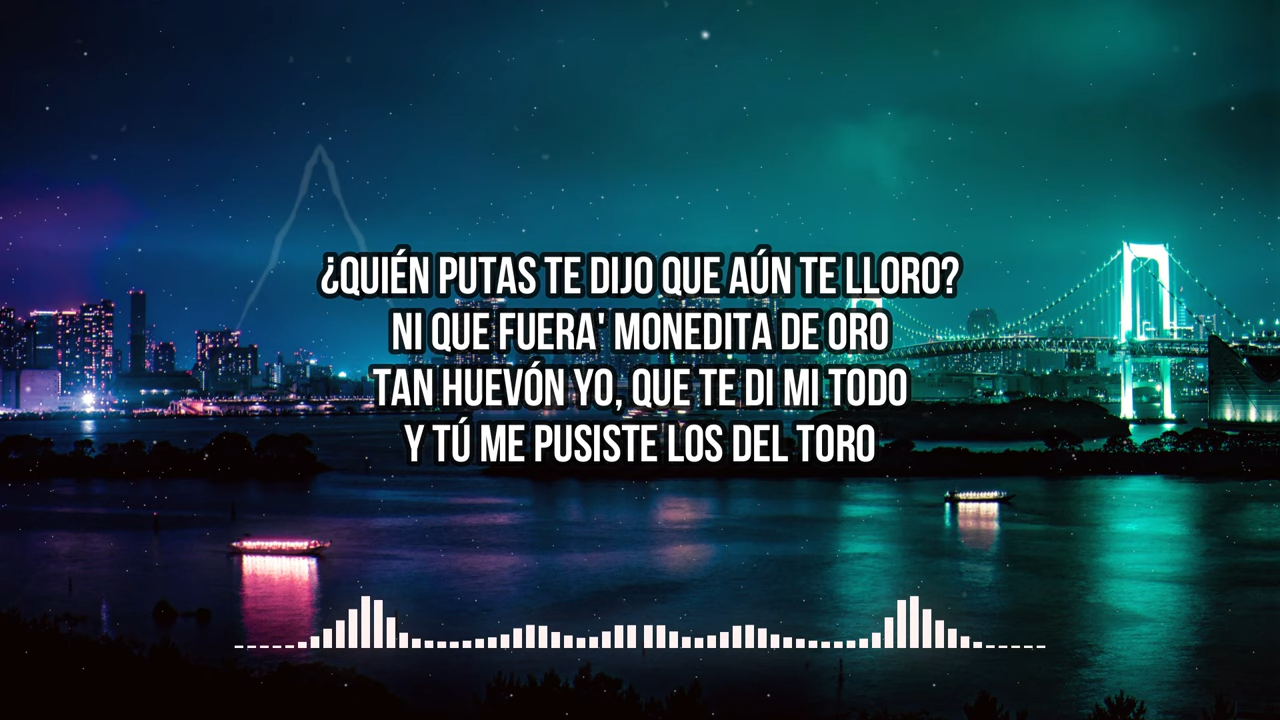 ¿QUIÉN PUTAS TE DIJO QUE AÚN TE LLORO?
NI QUE FUERA' MONEDITA DE ORO
TAN HUEVÓN YO, QUE TE DI MI TODO
Y TÚ ME PUSISTE LOS DEL TORO